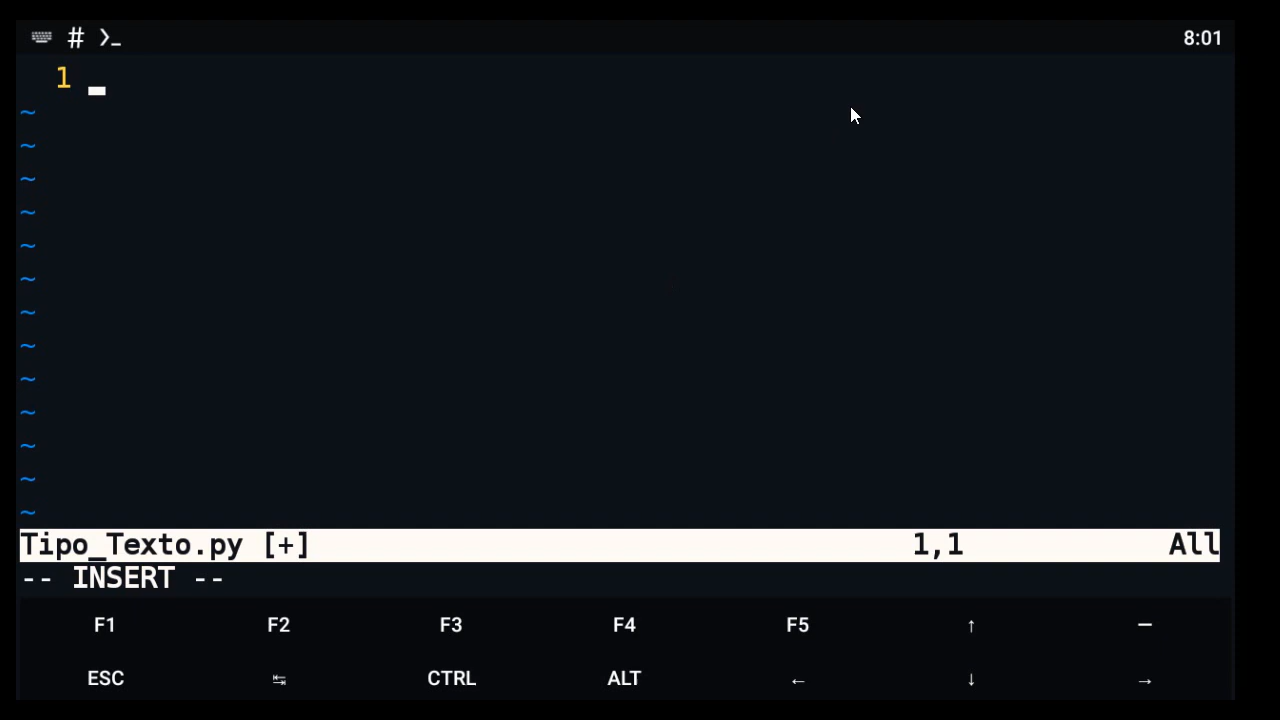 # ❯_ 8:01
1
~
~
~
~
~
~
~
~
~
~
~
~
~
Tipo_Texto.py [+] 1,1 All
-- INSERT --
F1 F2 F3 F4 F5 ↑ —
ESC ↹ CTRL ALT ← ↓ →